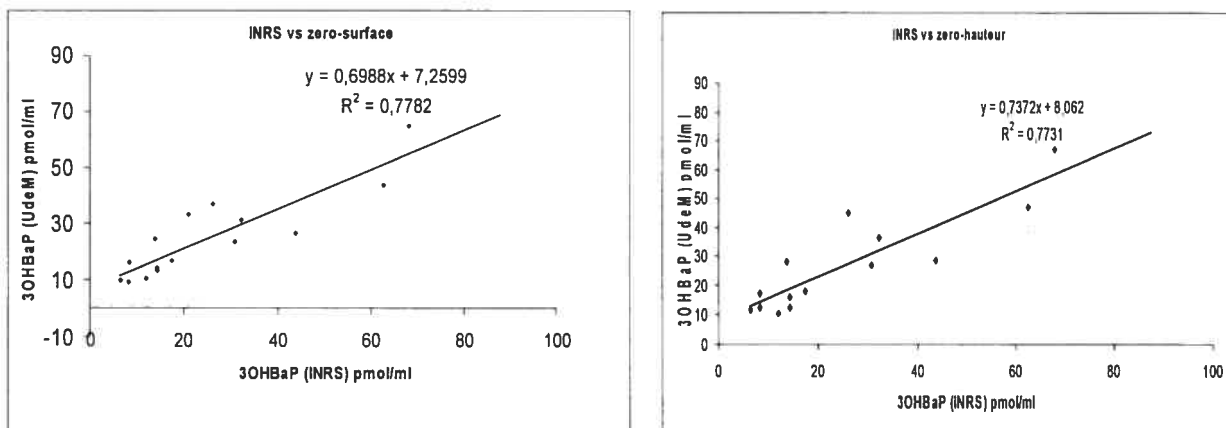 INRS vs zero-surface
y = 0,6988x + 7,2599
R² = 0,7782
90
70
50
30
10
-10
0 20 40 60 80 100
3OHBaP (UdeM) pmol/ml
3OHBaP (INRS) pmol/ml
INRS vs zero-hauteur
y = 0,7372x + 8,062
R² = 0,7731
90
80
70
60
50
40
30
20
10
0
0 20 40 60 80 100
3OHBaP (UdeM) pmol/ml
3OHBaP (INRS) pmol/ml